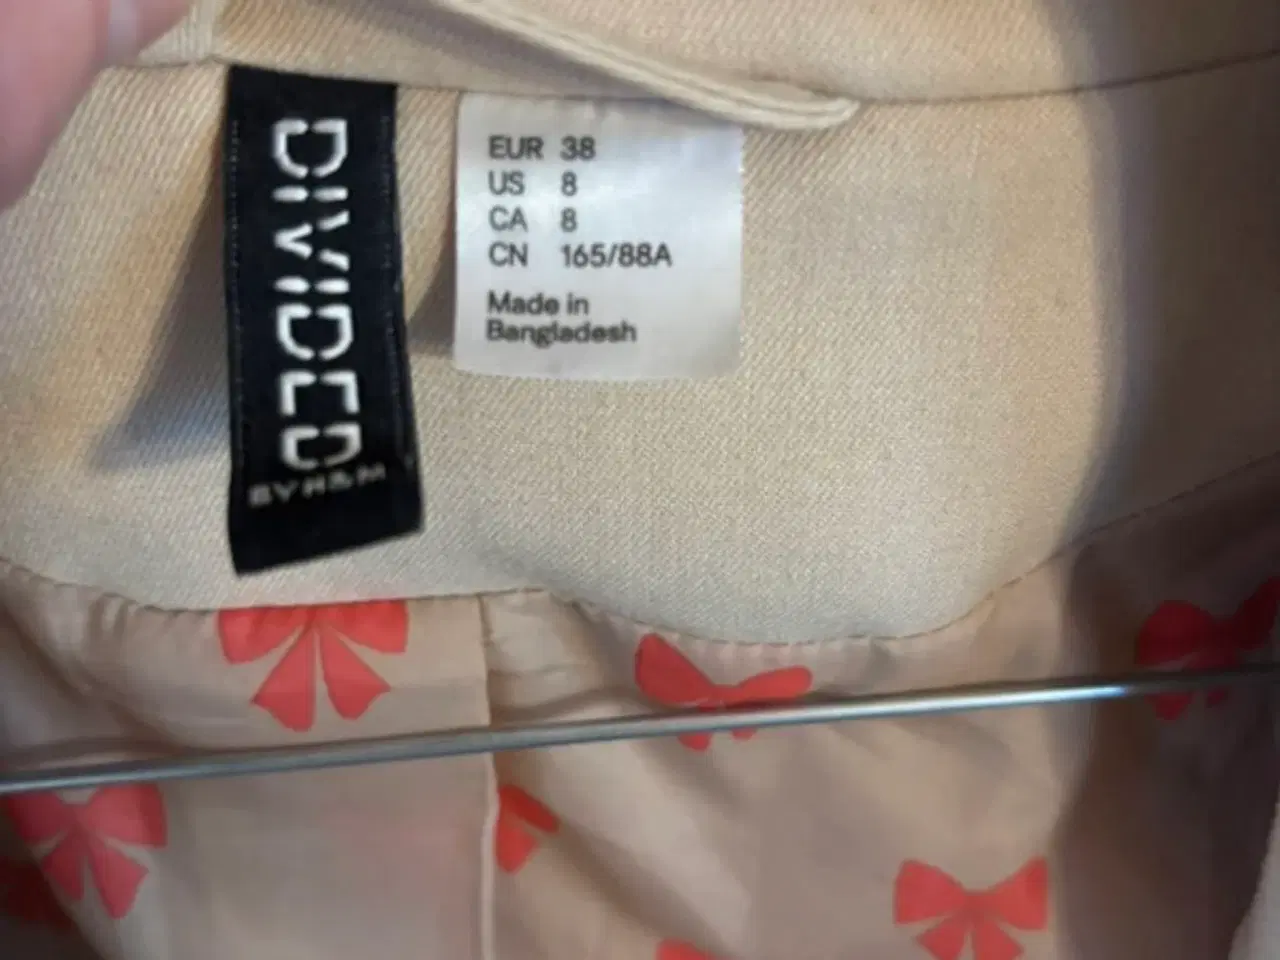 DIVIDED
BY H&M
EUR 38
US 8
CA 8
CN 165/88A
Made in
Bangladesh